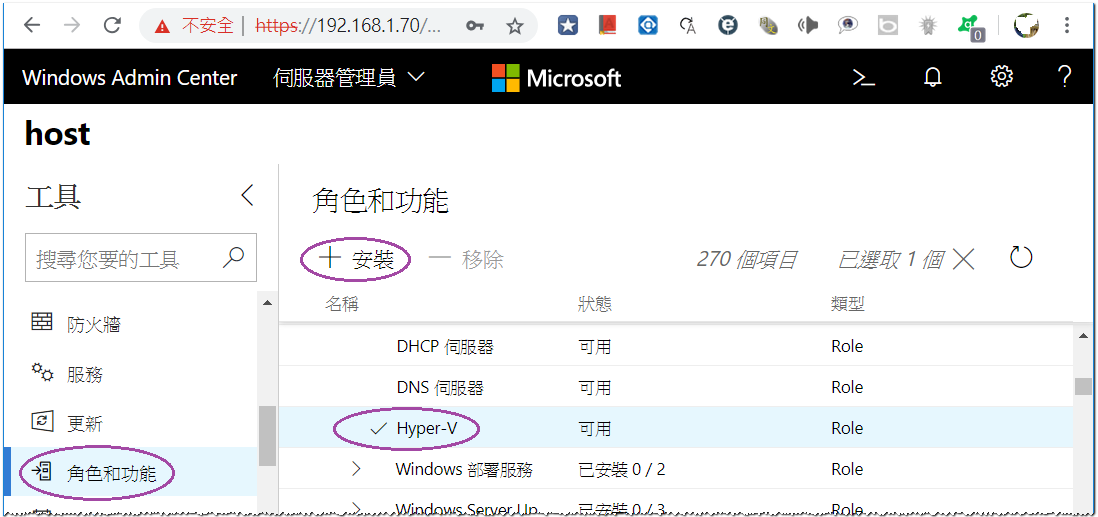 不安全 | https://192.168.1.70/...
0
Windows Admin Center 伺服器管理員 Microsoft
host
工具
角色和功能
搜尋您要的工具
安裝 移除 270 個項目 已選取 1 個
名稱 狀態 類型
防火牆
服務
更新
角色和功能
DHCP 伺服器 可用 Role
DNS 伺服器 可用 Role
Hyper-V 可用 Role
Windows 部署服務 已安裝 0 / 2 Role
Windows Server Up 已安裝 0 / 3 Role